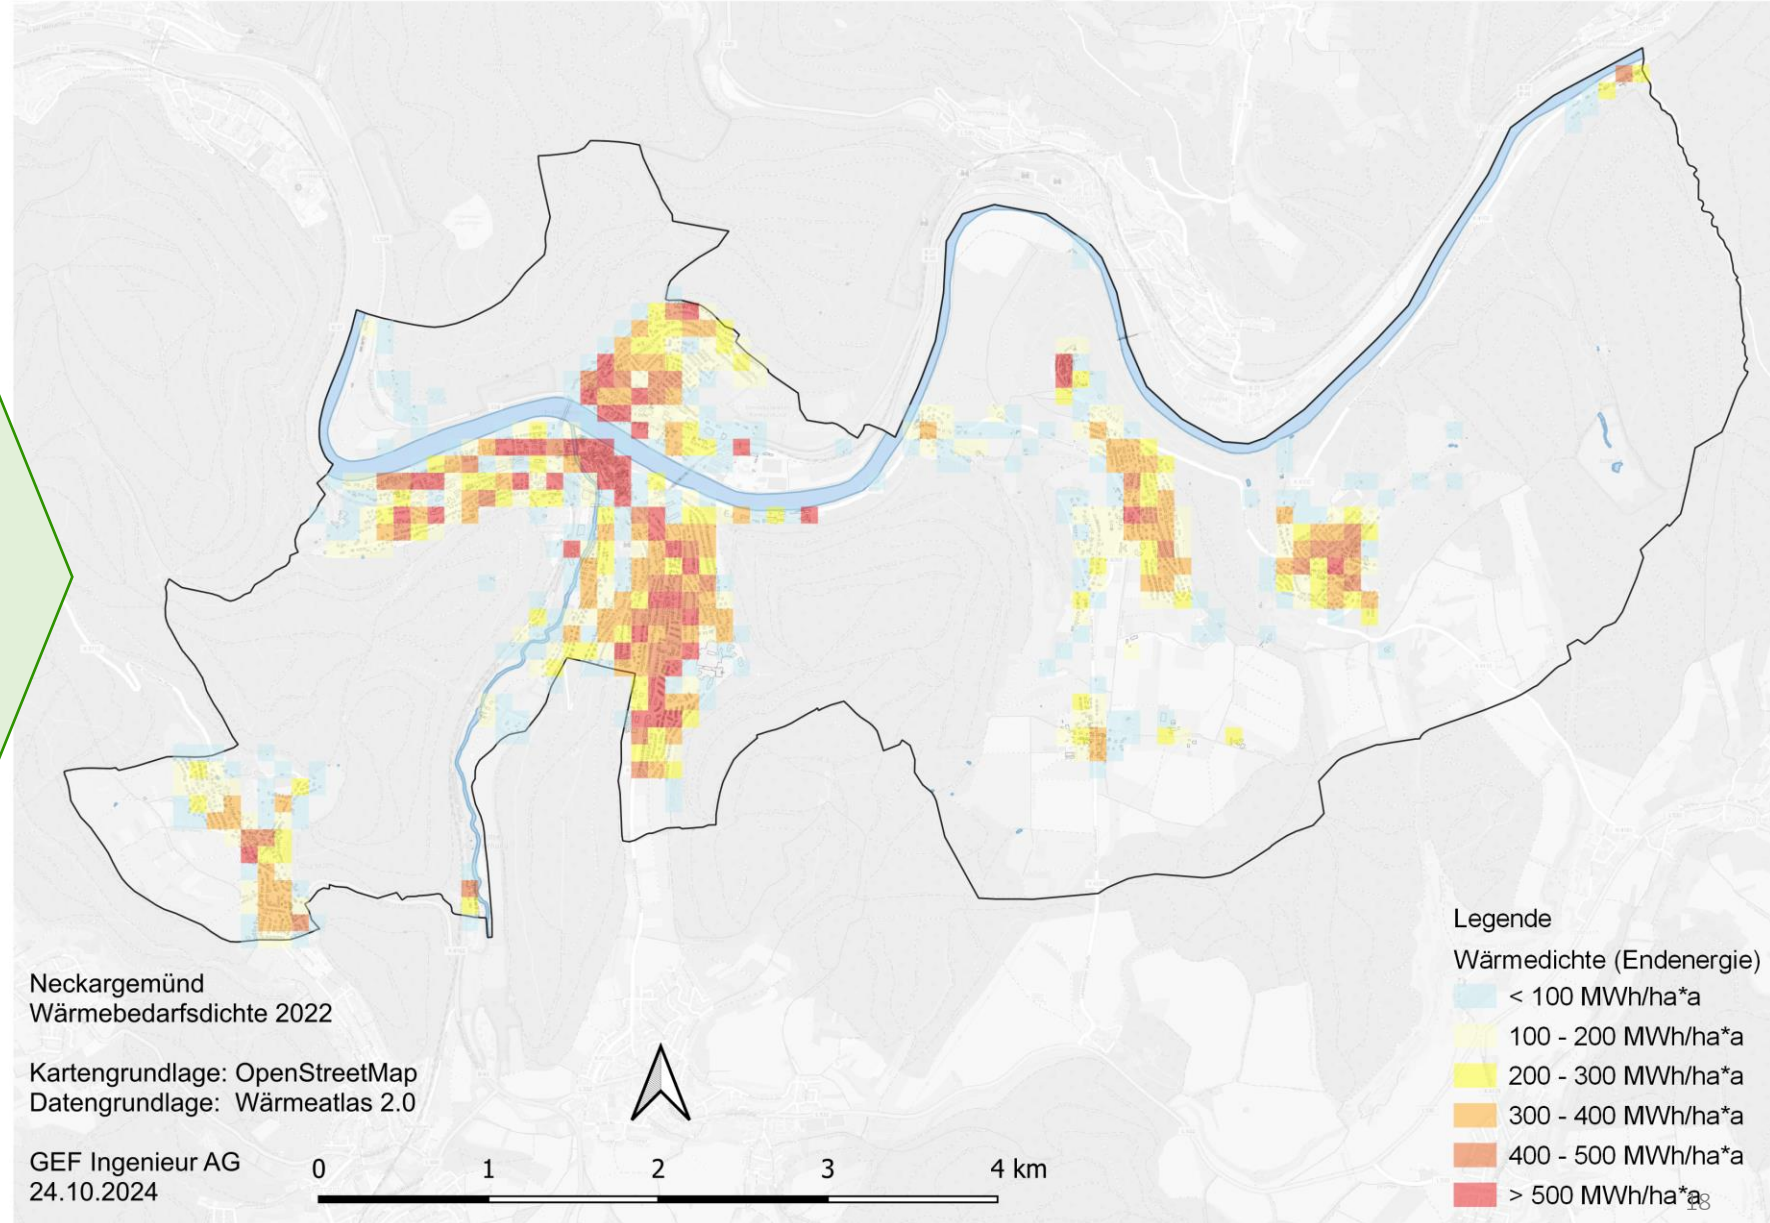 Neckargemünd
Wärmebedarfsdichte 2022
Kartengrundlage: OpenStreetMap
Datengrundlage: Wärmeatlas 2.0
GEF Ingenieur AG
24.10.2024
0 1 2 3 4 km
Legende
Wärmedichte (Endenergie)
< 100 MWh/ha*a
100 - 200 MWh/ha*a
200 - 300 MWh/ha*a
300 - 400 MWh/ha*a
400 - 500 MWh/ha*a
> 500 MWh/ha*a
18